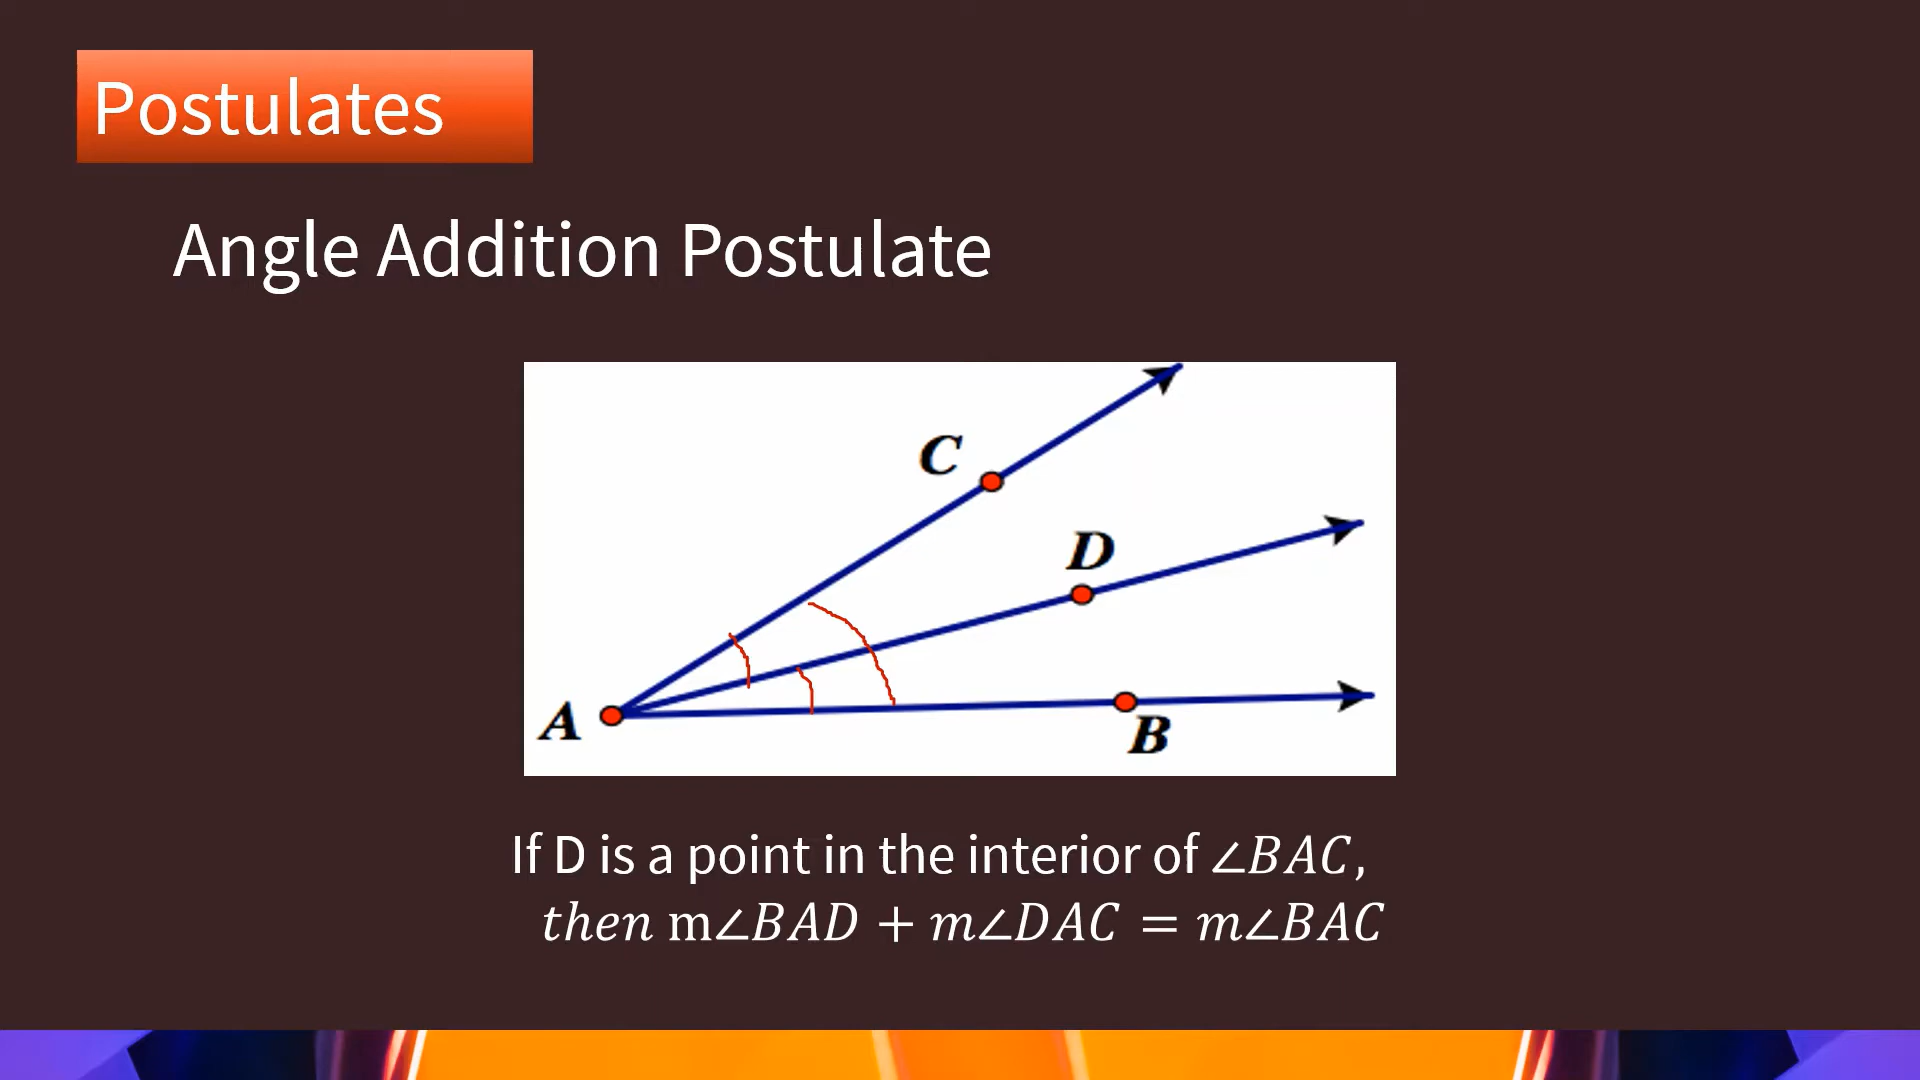 Postulates
Angle Addition Postulate
C
D
A
B
If D is a point in the interior of ∠BAC,
then m∠BAD + m∠DAC = m∠BAC